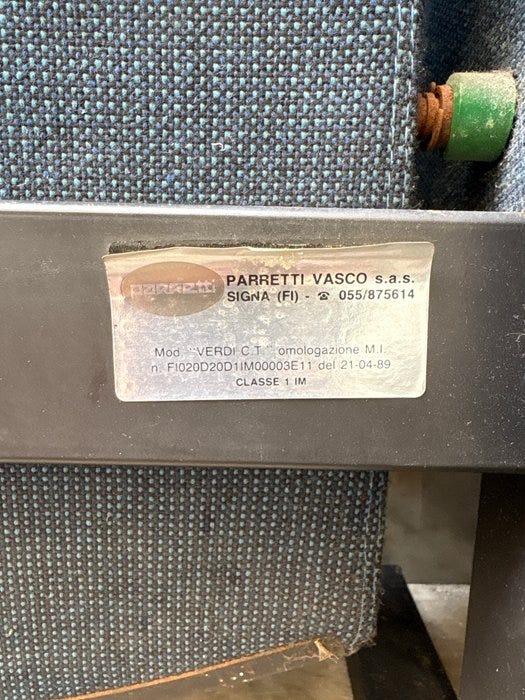 parretti
PARRETTI VASCO s.a.s.
SIGNA (FI) - ☎ 055/875614
Mod. "VERDI C.T." omologazione M.I.
n. FI020D20D1IM00003E11 del 21-04-89
CLASSE 1 IM